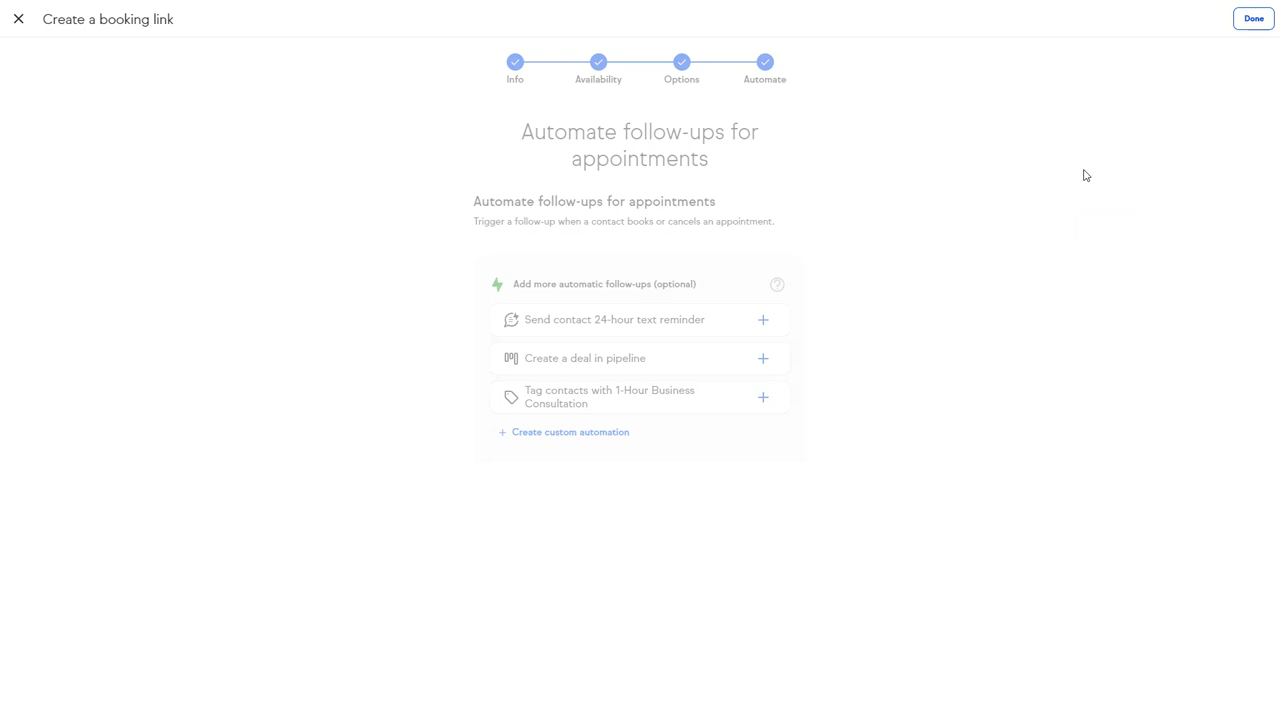 Create a booking link
Done
Info
Availability
Options
Automate
Automate follow-ups for
appointments
Automate follow-ups for appointments
Trigger a follow-up when a contact books or cancels an appointment.
Add more automatic follow-ups (optional)
Send contact 24-hour text reminder
Create a deal in pipeline
Tag contacts with 1-Hour Business
Consultation
Create custom automation